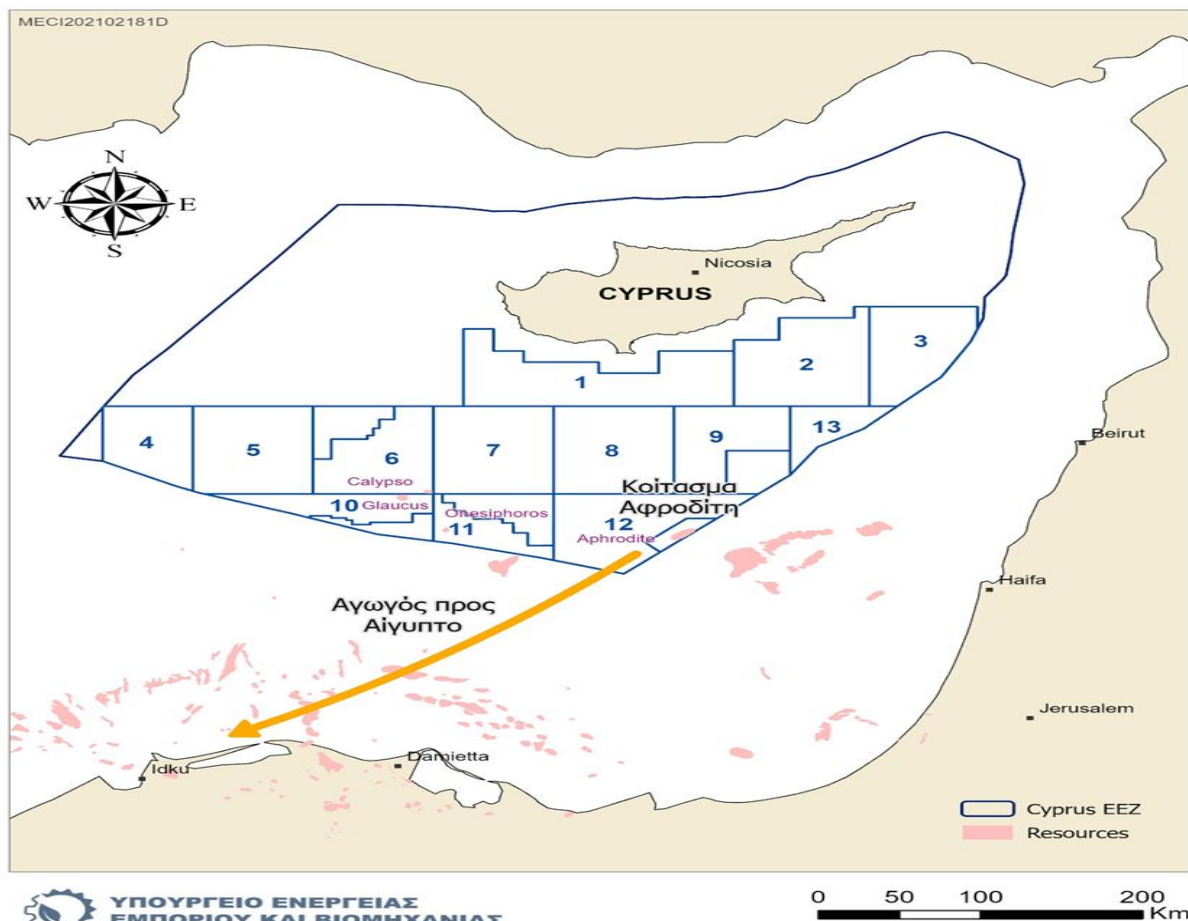 MECI202102181D
N
W E
S
Nicosia
CYPRUS
3
2
1
13
Beirut
4
5
6
7
8
9
Calypso
Κοίτασμα
Αφροδίτη
10
Glaucus
Onesiphoros
11
12
Aphrodite
Haifa
Αγωγός προς
Αίγυπτο
Jerusalem
Damietta
Idku
Cyprus EEZ
Resources
ΥΠΟΥΡΓΕΙΟ ΕΝΕΡΓΕΙΑΣ
ΕΜΠΟΡΙΟΥ ΚΑΙ ΒΙΟΜΗΧΑΝΙΑΣ
0 50 100 200
Km